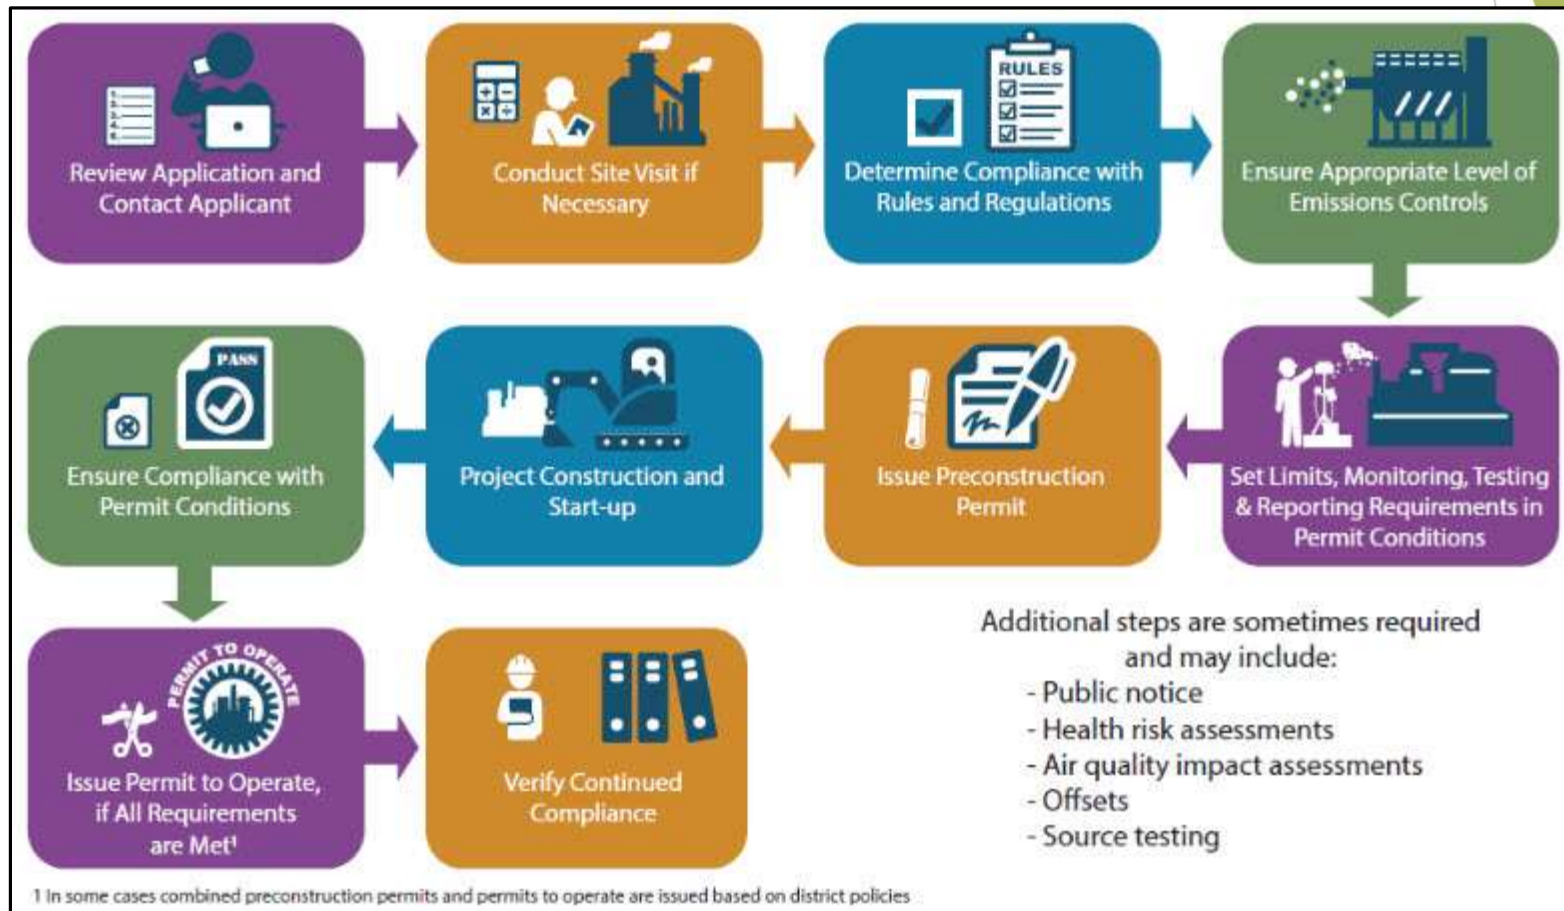 1.
2.
3.
4.
5.
Review Application and
Contact Applicant
Conduct Site Visit if
Necessary
RULES
Determine Compliance with
Rules and Regulations
Ensure Appropriate Level of
Emissions Controls
Set Limits, Monitoring, Testing
& Reporting Requirements in
Permit Conditions
Issue Preconstruction
Permit
Project Construction and
Start-up
PASS
Ensure Compliance with
Permit Conditions
PERMIT TO OPERATE
Issue Permit to Operate,
if All Requirements
are Met¹
Verify Continued
Compliance
Additional steps are sometimes required
and may include:
- Public notice
- Health risk assessments
- Air quality impact assessments
- Offsets
- Source testing
1 In some cases combined preconstruction permits and permits to operate are issued based on district policies